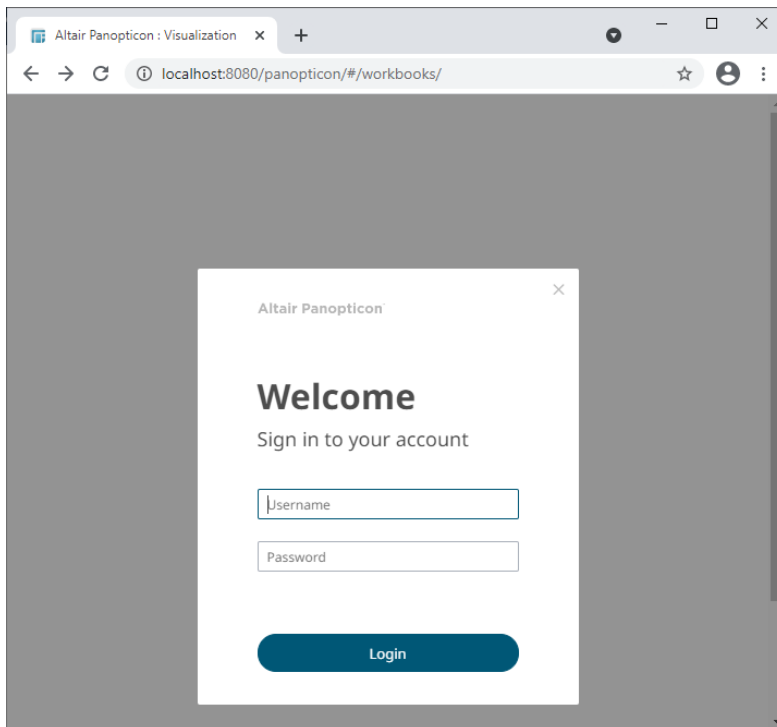 Altair Panopticon : Visualization
localhost:8080/panopticon/#/workbooks/
Altair Panopticon
Welcome
Sign in to your account
Username
Password
Login